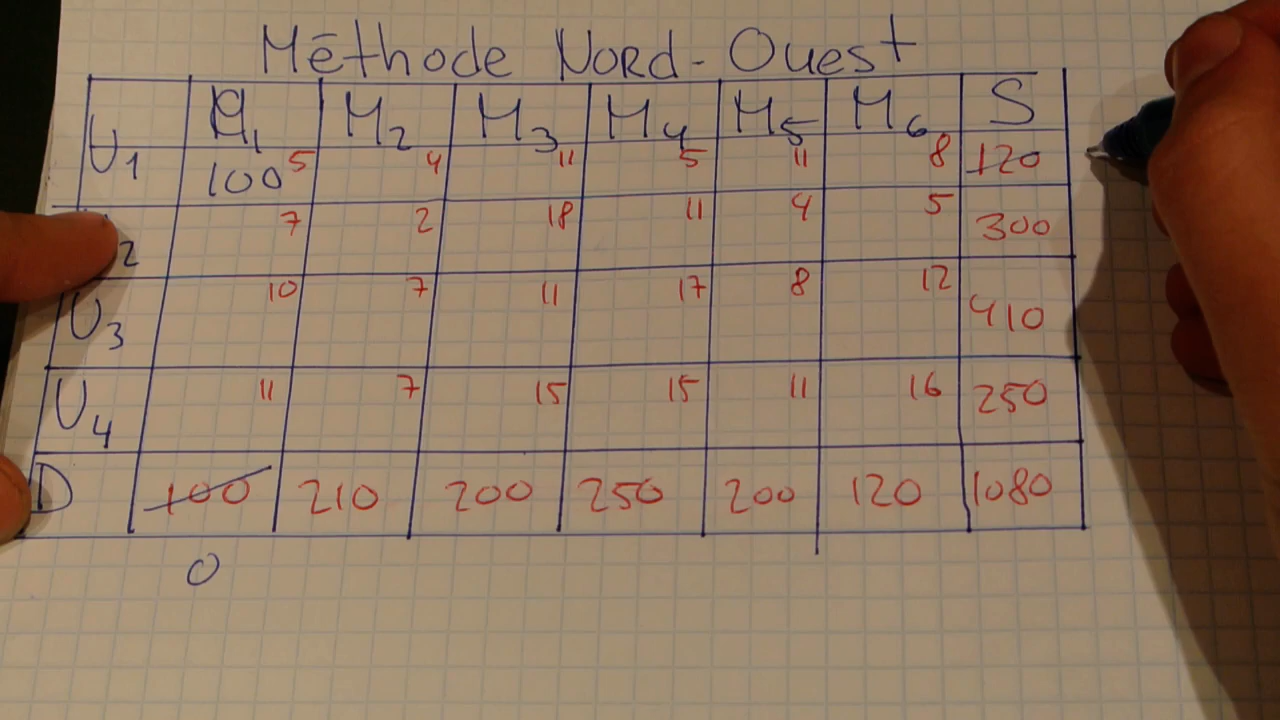 Méthode Nord-Ouest
M1 M2 M3 M4 M5 M6 S
U1 100 5 4 11 5 11 8 120
2 7 2 18 11 4 5 300
U3 10 7 11 17 8 12 410
U4 11 7 15 15 11 16 250
D 100 210 200 250 200 120 1080
0